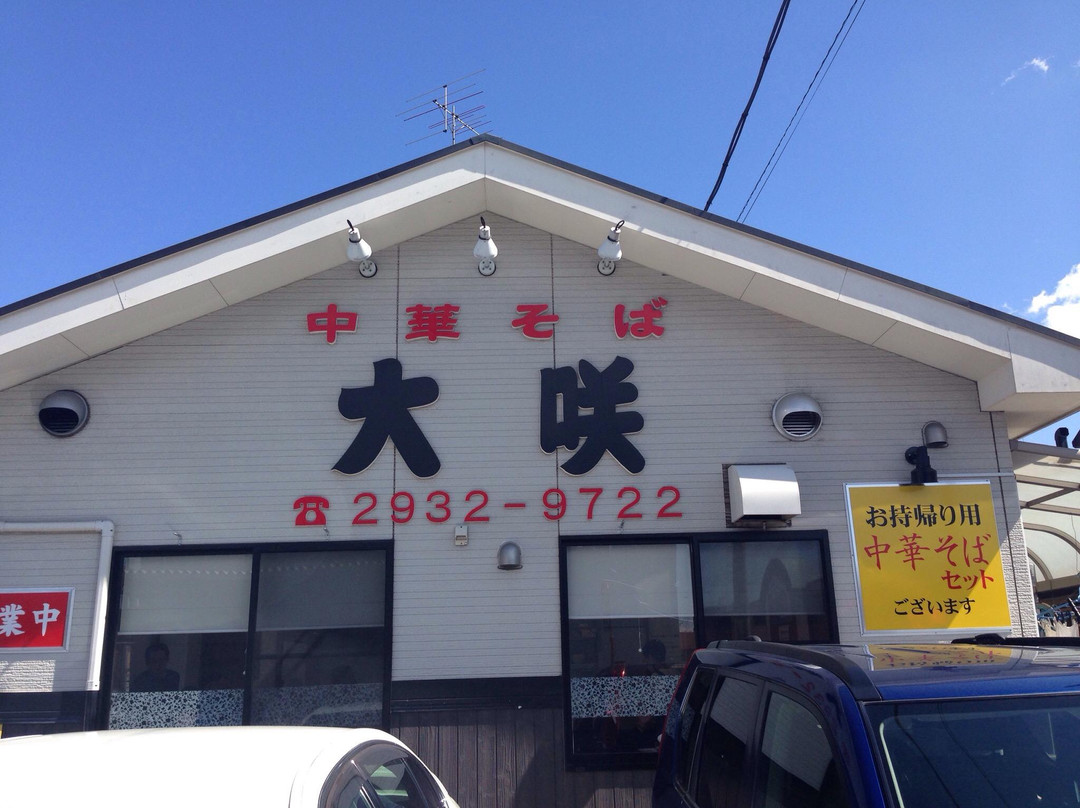 中華そば
大咲
☎2932-9722
業中
お持帰り用
中華そば
セット
ございます